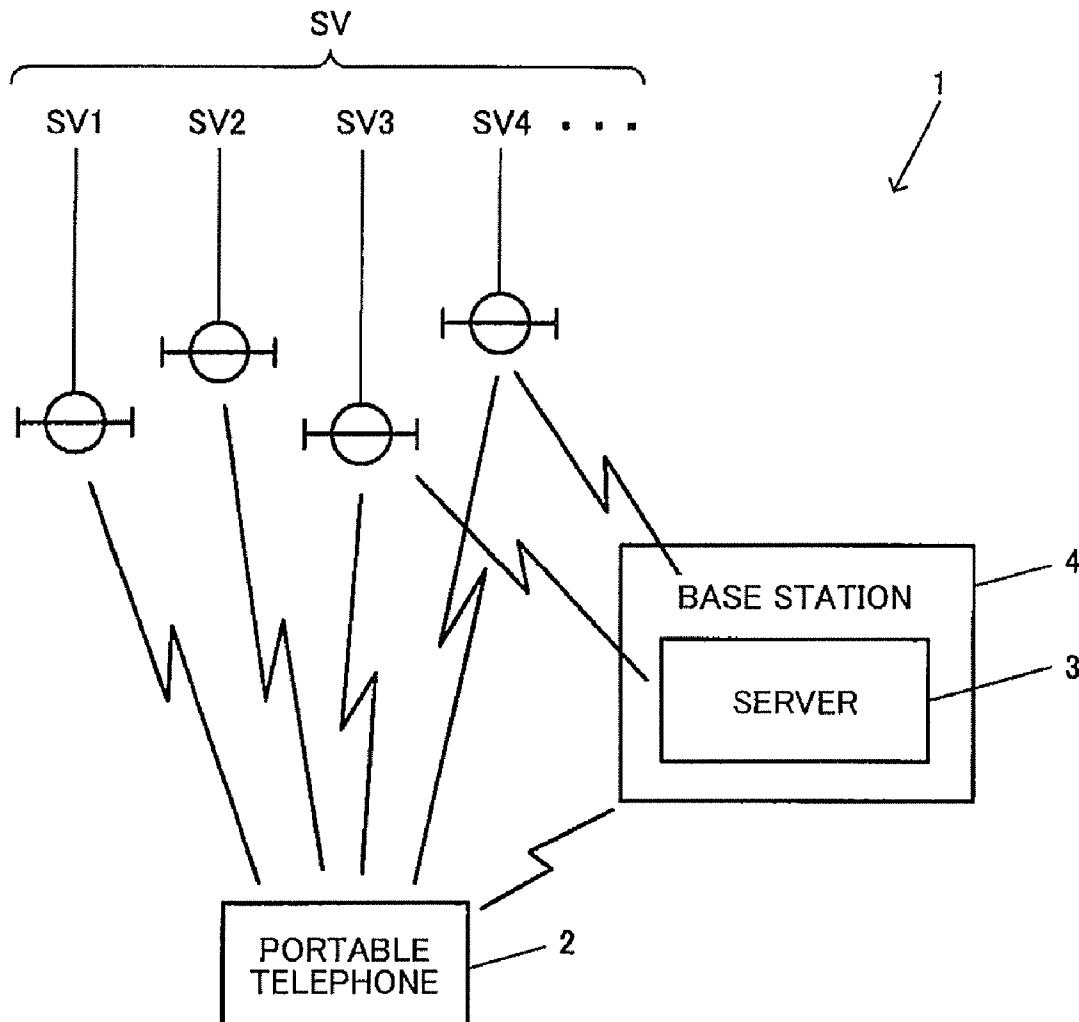 SV
1
SV1 SV2 SV3 SV4 ...
4
BASE STATION
3
SERVER
2
PORTABLE
TELEPHONE